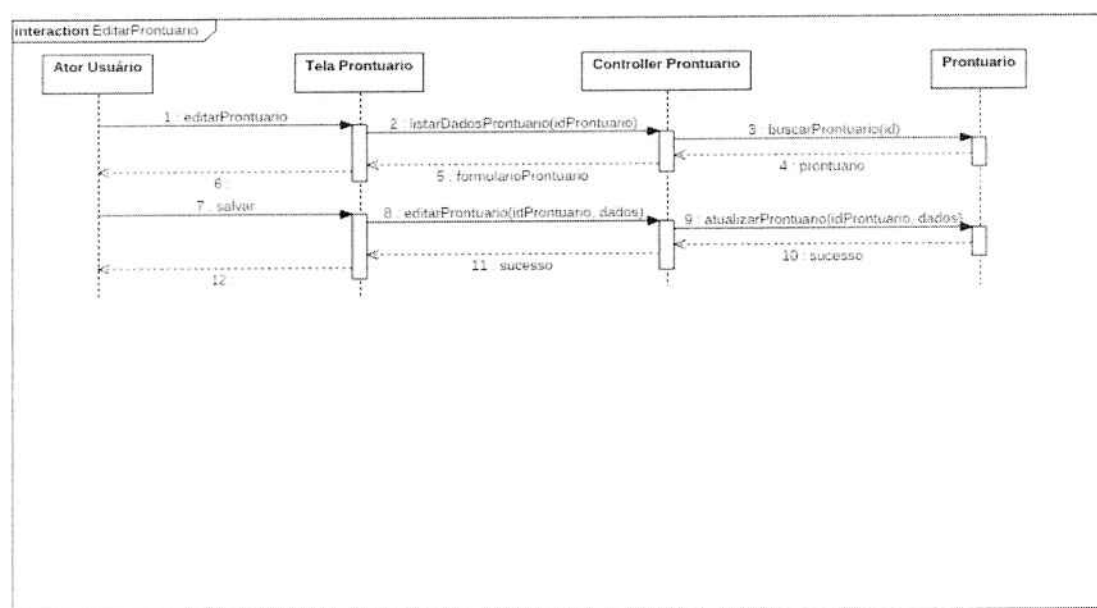 interaction EditarProntuario
Ator Usuário
Tela Prontuario
Controller Prontuario
Prontuario
1 : editarProntuario
2 : listarDadosProntuario(idProntuario)
3 : buscarProntuario(id)
4 : prontuario
5 : formularioProntuario
6 :
7 : salvar
8 : editarProntuario(idProntuario, dados)
9 : atualizarProntuario(idProntuario, dados)
10 : sucesso
11 : sucesso
12